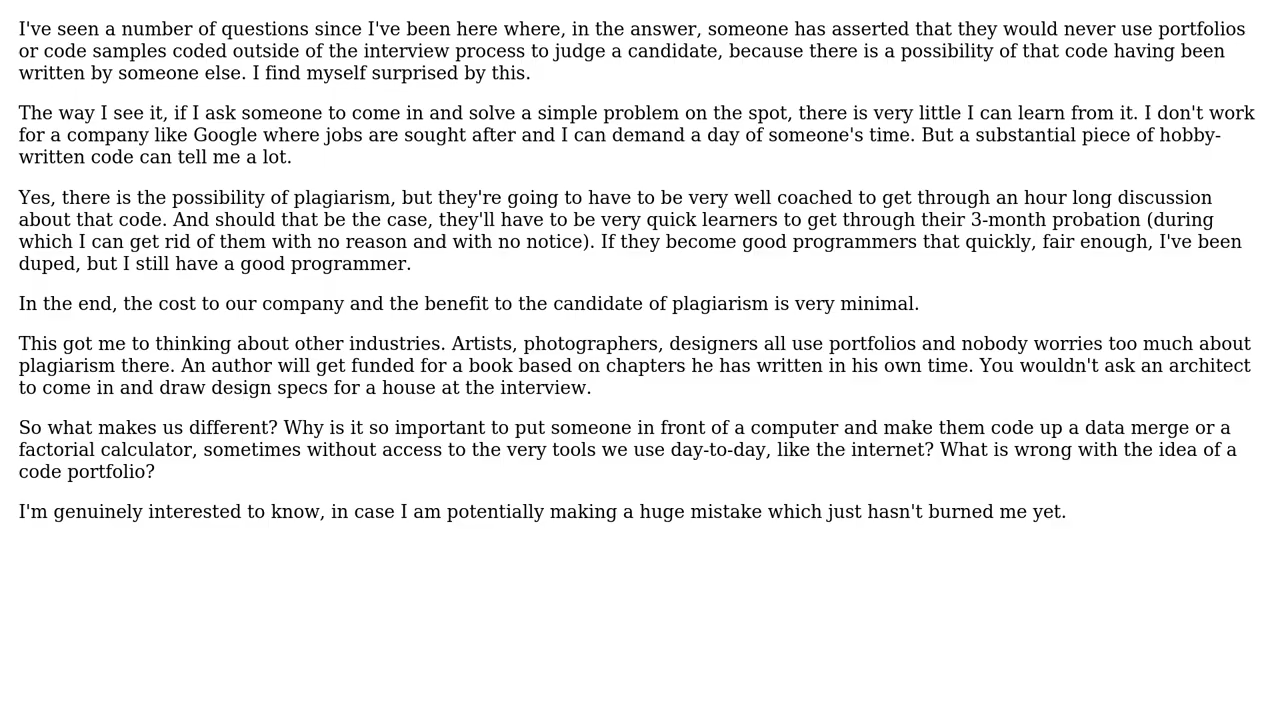 I've seen a number of questions since I've been here where, in the answer, someone has asserted that they would never use portfolios
or code samples coded outside of the interview process to judge a candidate, because there is a possibility of that code having been
written by someone else. I find myself surprised by this.
The way I see it, if I ask someone to come in and solve a simple problem on the spot, there is very little I can learn from it. I don't work
for a company like Google where jobs are sought after and I can demand a day of someone's time. But a substantial piece of hobby-
written code can tell me a lot.
Yes, there is the possibility of plagiarism, but they're going to have to be very well coached to get through an hour long discussion
about that code. And should that be the case, they'll have to be very quick learners to get through their 3-month probation (during
which I can get rid of them with no reason and with no notice). If they become good programmers that quickly, fair enough, I've been
duped, but I still have a good programmer.
In the end, the cost to our company and the benefit to the candidate of plagiarism is very minimal.
This got me to thinking about other industries. Artists, photographers, designers all use portfolios and nobody worries too much about
plagiarism there. An author will get funded for a book based on chapters he has written in his own time. You wouldn't ask an architect
to come in and draw design specs for a house at the interview.
So what makes us different? Why is it so important to put someone in front of a computer and make them code up a data merge or a
factorial calculator, sometimes without access to the very tools we use day-to-day, like the internet? What is wrong with the idea of a
code portfolio?
I'm genuinely interested to know, in case I am potentially making a huge mistake which just hasn't burned me yet.